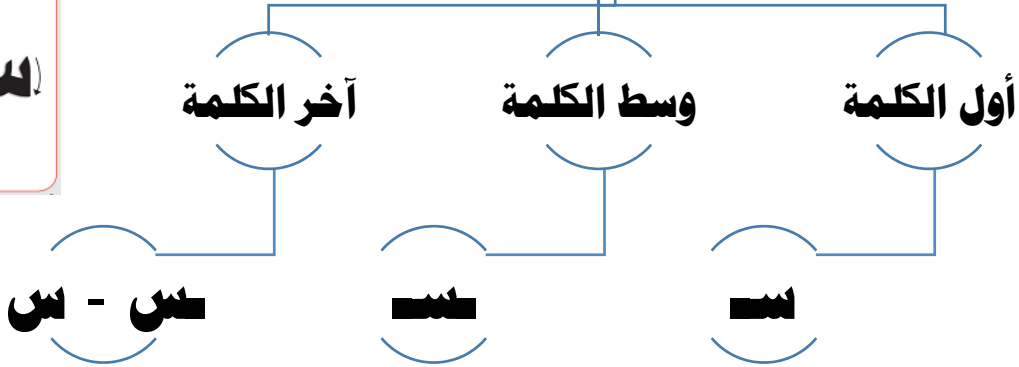 أول الكلمة
وسط الكلمة
آخر الكلمة
سـ
ـسـ
ـس - س